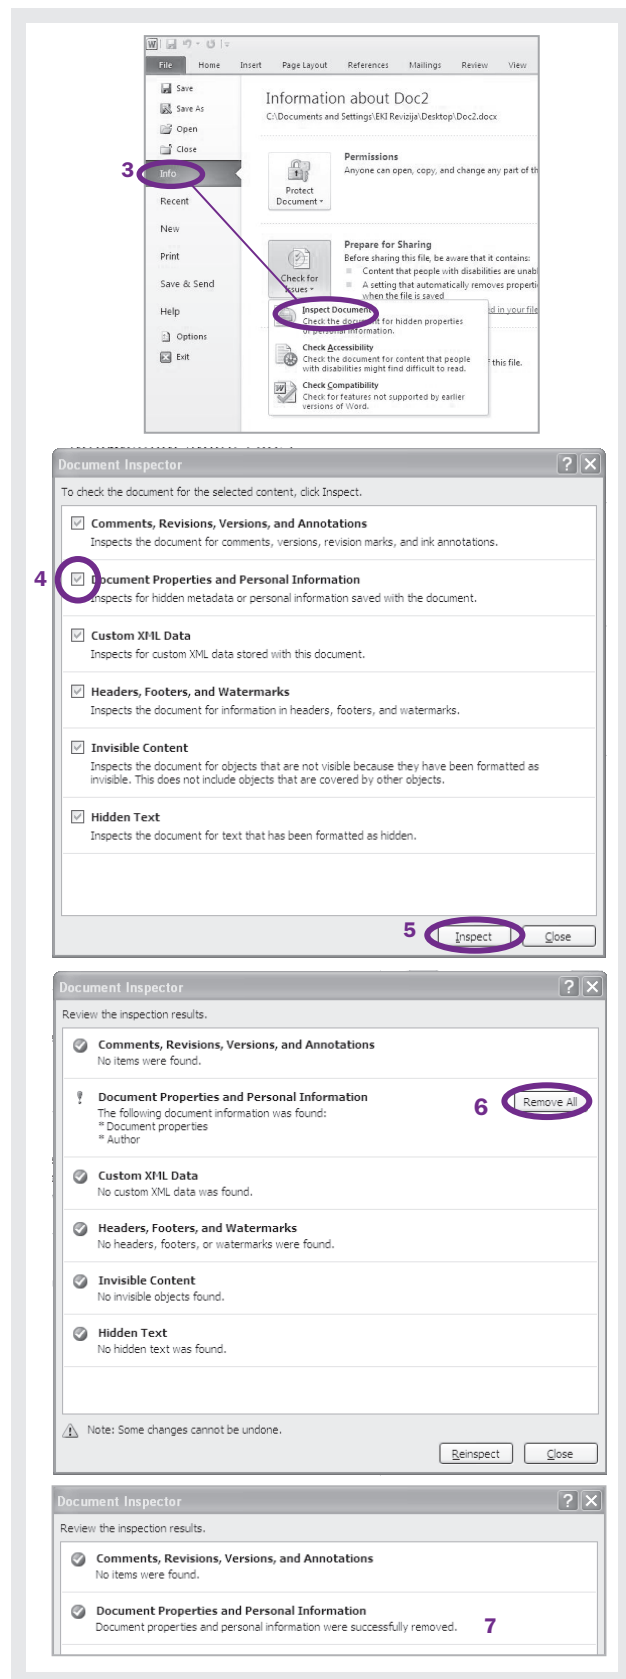 File Home Insert Page Layout References Mailings Review View
Save
Save As
Open
Close
3 Info
Recent
New
Print
Save & Send
Help
Options
Exit
Information about Doc2
C:\Documents and Settings\EKI Revizija\Desktop\Doc2.docx
Protect
Document
Permissions
Anyone can open, copy, and change any part of th
Check for
Issues
Prepare for Sharing
Before sharing this file, be aware that it contains:
Content that people with disabilities are unabl
A setting that automatically removes properti
when the file is saved
ed in your file
Inspect Document
Check the document for hidden properties
or personal information.
Check Accessibility
Check the document for content that people
with disabilities might find difficult to read.
this file.
Check Compatibility
Check for features not supported by earlier
versions of Word.
Document Inspector
To check the document for the selected content, click Inspect.
Comments, Revisions, Versions, and Annotations
Inspects the document for comments, versions, revision marks, and ink annotations.
4 Document Properties and Personal Information
Inspects for hidden metadata or personal information saved with the document.
Custom XML Data
Inspects for custom XML data stored with this document.
Headers, Footers, and Watermarks
Inspects the document for information in headers, footers, and watermarks.
Invisible Content
Inspects the document for objects that are not visible because they have been formatted as
invisible. This does not include objects that are covered by other objects.
Hidden Text
Inspects the document for text that has been formatted as hidden.
5 Inspect Close
Document Inspector
Review the inspection results.
Comments, Revisions, Versions, and Annotations
No items were found.
Document Properties and Personal Information
The following document information was found:
* Document properties
* Author
6 Remove All
Custom XML Data
No custom XML data was found.
Headers, Footers, and Watermarks
No headers, footers, or watermarks were found.
Invisible Content
No invisible objects found.
Hidden Text
No hidden text was found.
Note: Some changes cannot be undone.
Reinspect Close
Document Inspector
Review the inspection results.
Comments, Revisions, Versions, and Annotations
No items were found.
Document Properties and Personal Information
Document properties and personal information were successfully removed. 7